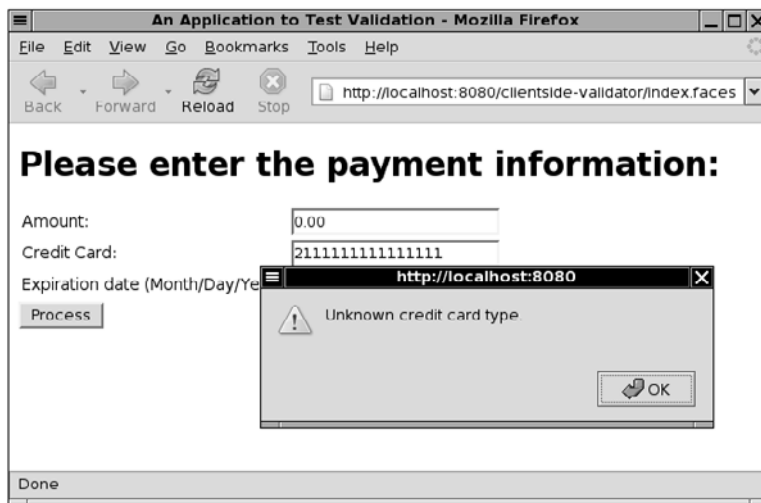 An Application to Test Validation - Mozilla Firefox
File Edit View Go Bookmarks Tools Help
Back Forward Reload Stop http://localhost:8080/clientside-validator/index.faces
Please enter the payment information:
Amount: 0.00
Credit Card: 2111111111111111
Expiration date (Month/Day/Ye
http://localhost:8080
Process
Unknown credit card type.
OK
Done